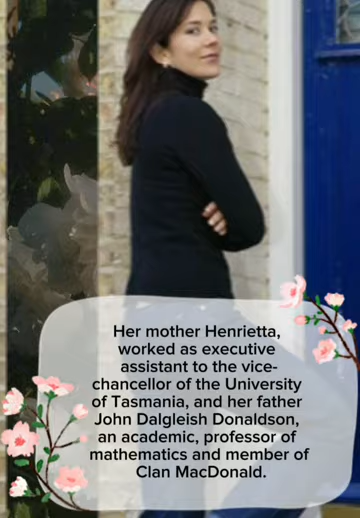 Her mother Henrietta,
worked as executive
assistant to the vice-
chancellor of the University
of Tasmania, and her father
John Dalgleish Donaldson,
an academic, professor of
mathematics and member of
Clan MacDonald.